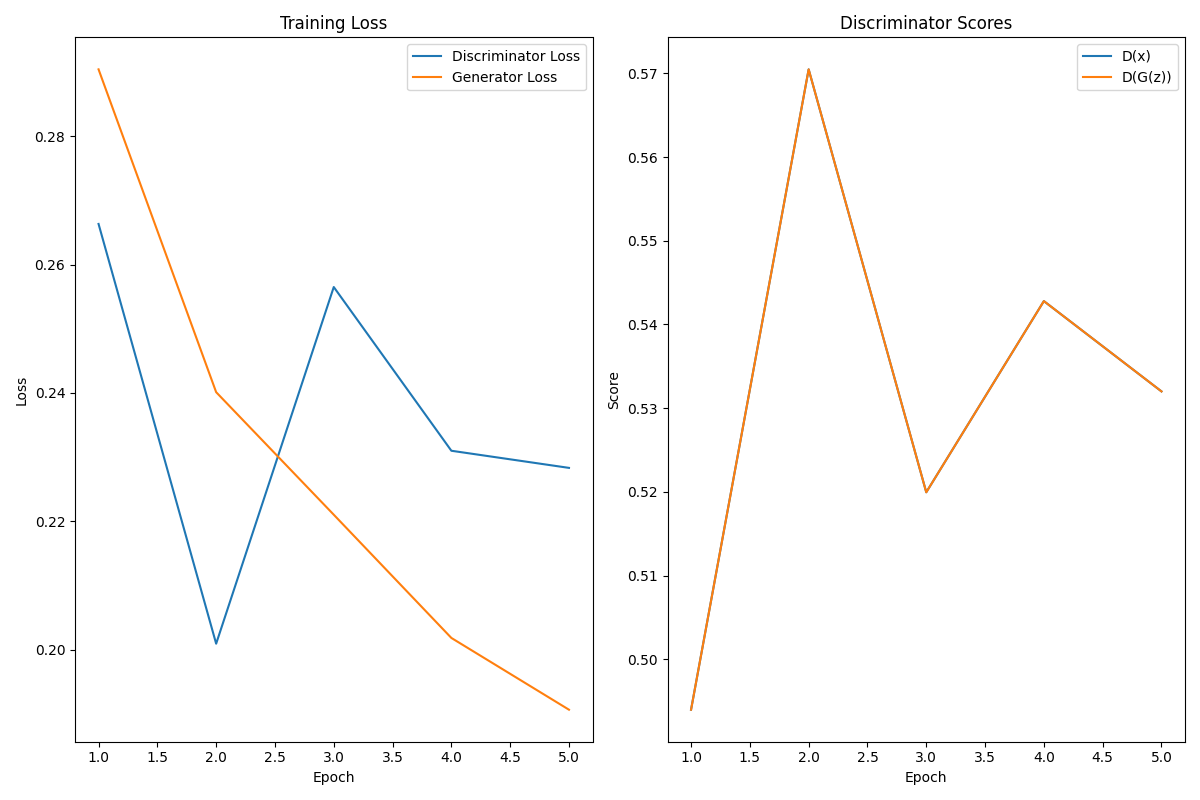 Training Loss
Discriminator Loss
Generator Loss
0.28
0.26
0.24
0.22
0.20
Loss
1.0 1.5 2.0 2.5 3.0 3.5 4.0 4.5 5.0
Epoch
Discriminator Scores
D(x)
D(G(z))
0.57
0.56
0.55
0.54
0.53
0.52
0.51
0.50
Score
1.0 1.5 2.0 2.5 3.0 3.5 4.0 4.5 5.0
Epoch